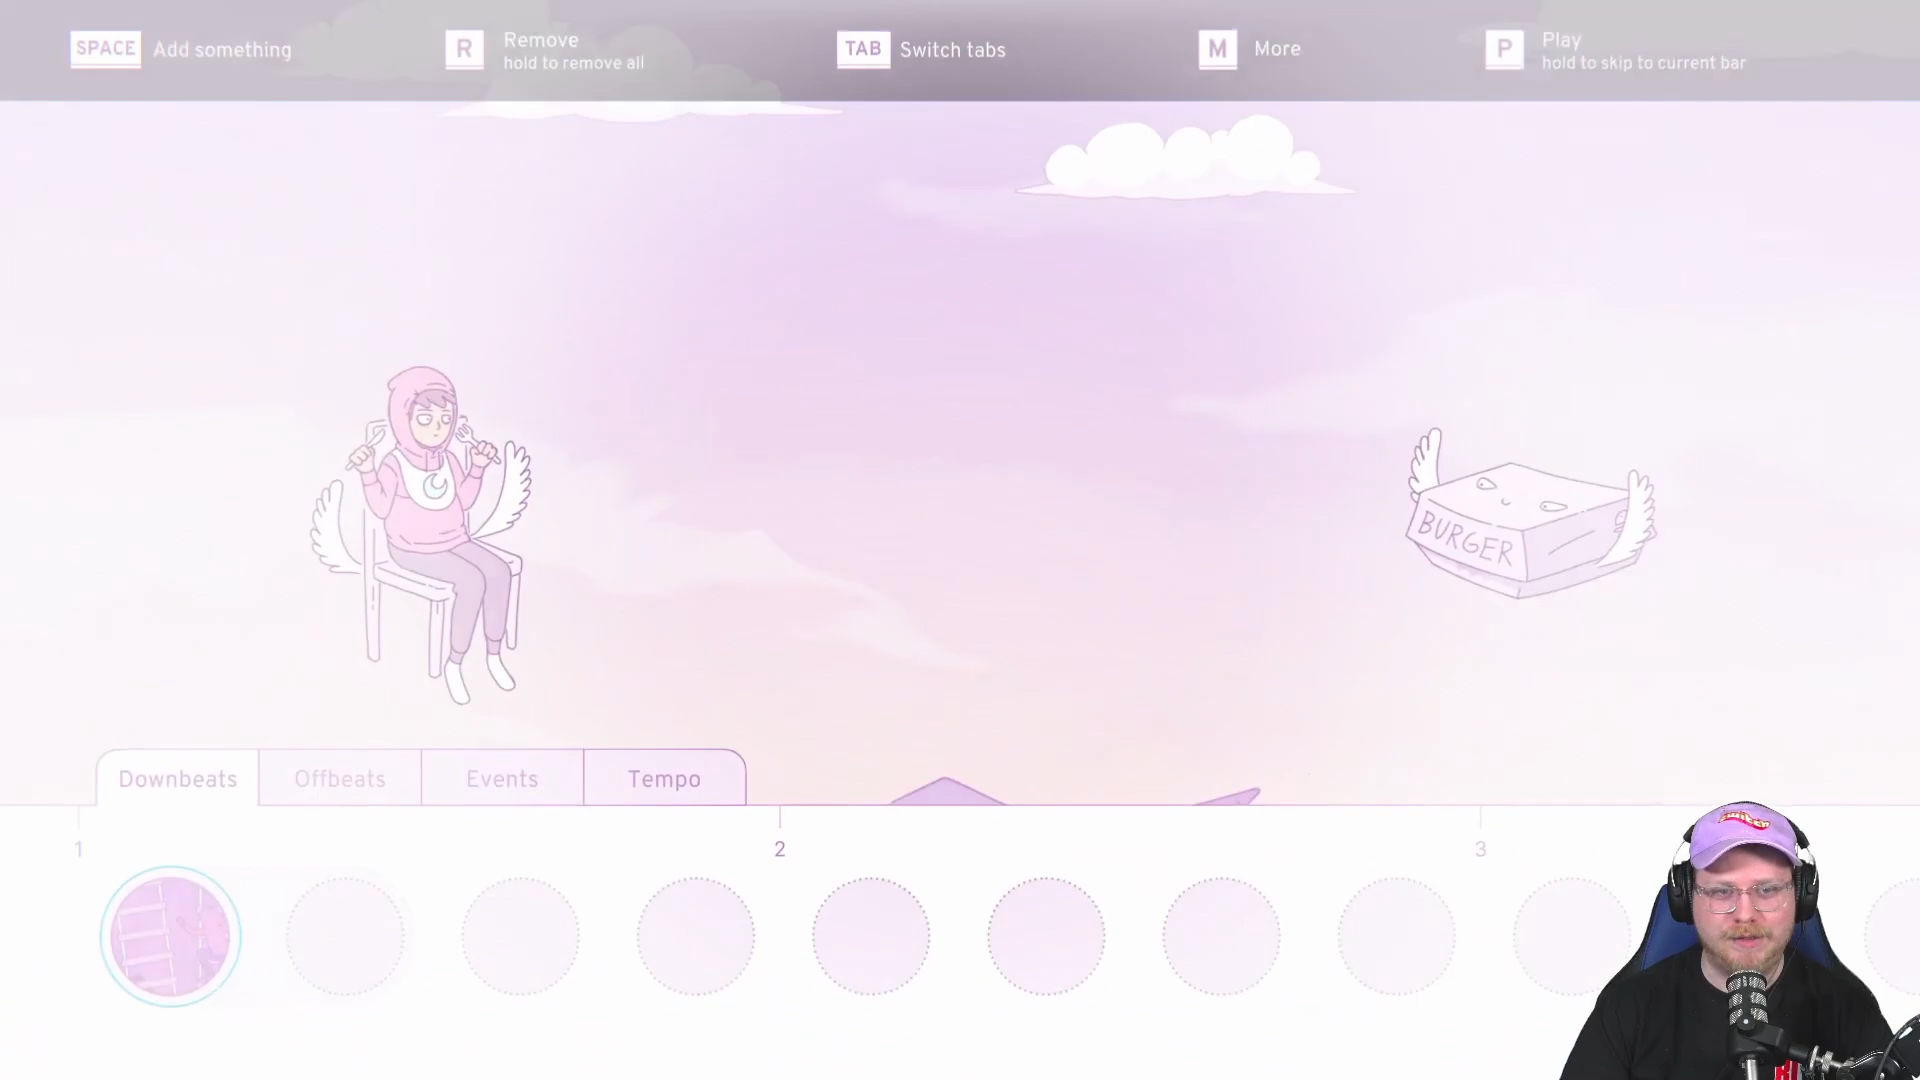 SPACE Add something
R Remove
hold to remove all
TAB Switch tabs
M More
P Play
hold to skip to current bar
BURGER
Downbeats Offbeats Events Tempo
1 2 3